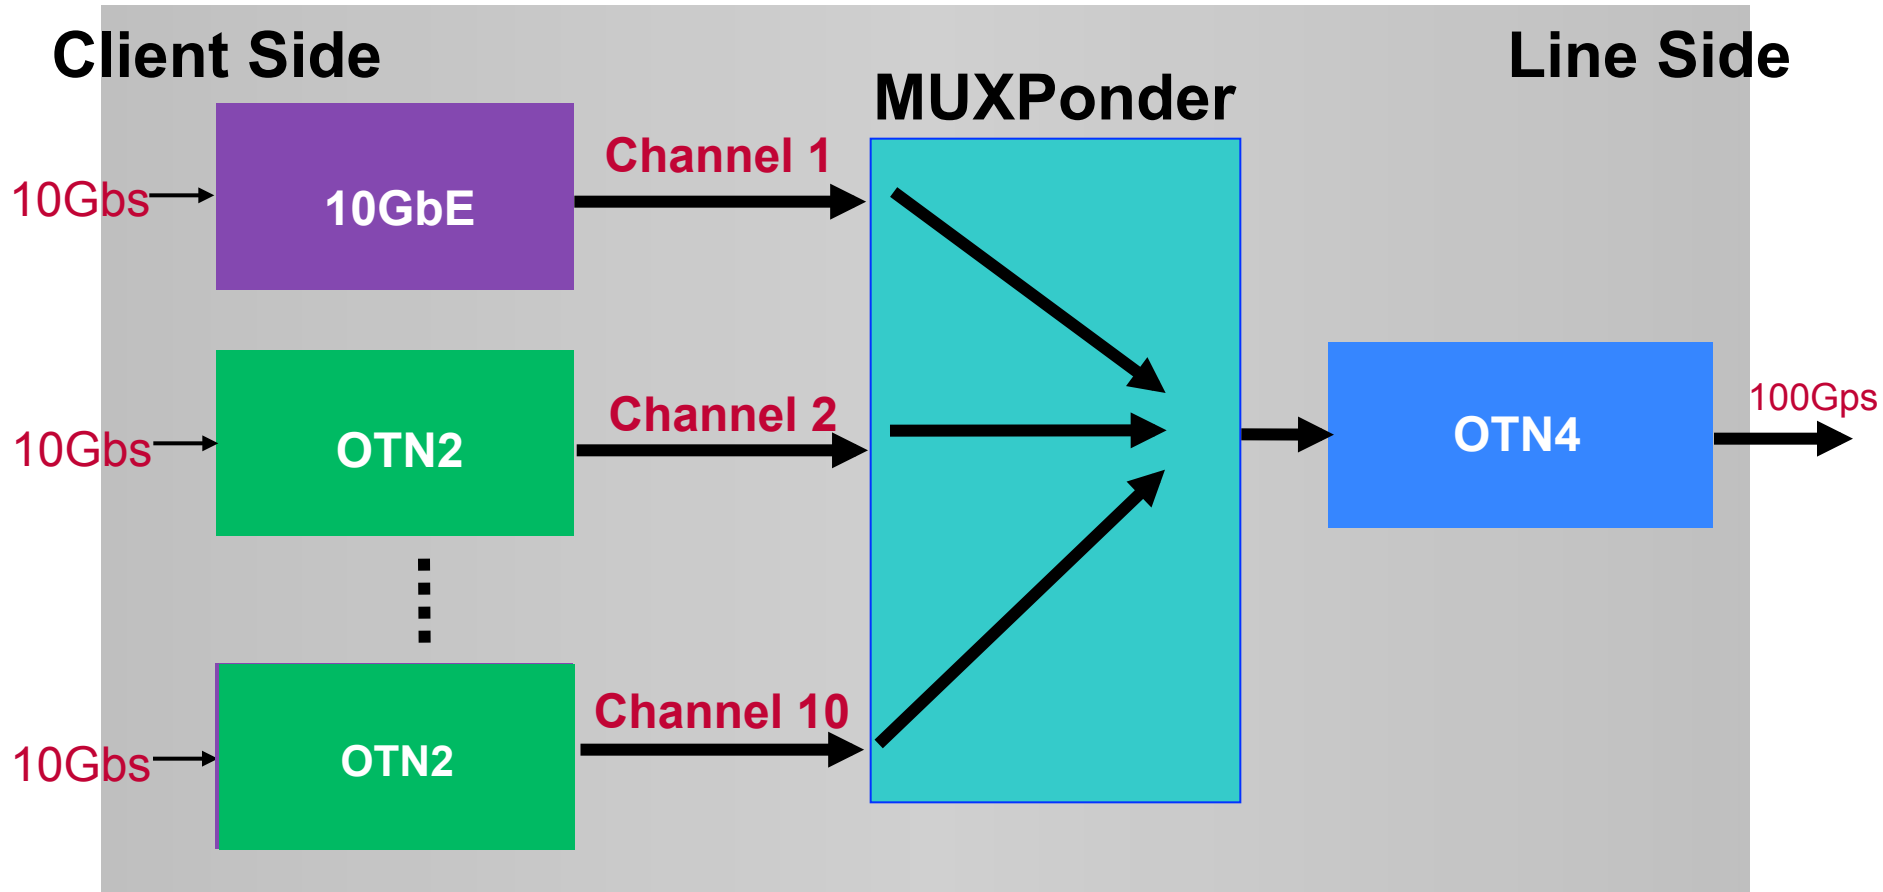 Client Side
Line Side
MUXPonder
10Gbs
10GbE
Channel 1
10Gbs
OTN2
Channel 2
OTN4
100Gps
10Gbs
OTN2
Channel 10